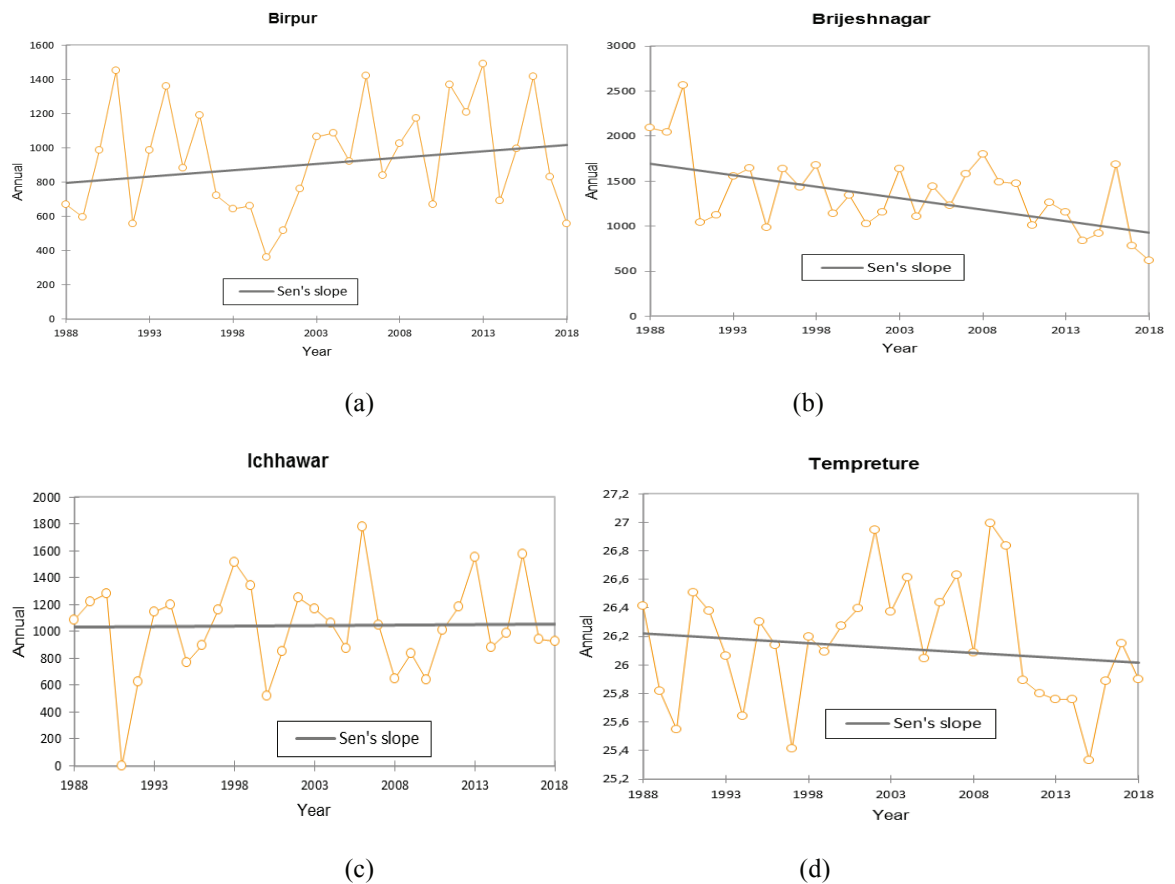 Birpur
Annual
1600
1400
1200
1000
800
600
400
200
0
Sen's slope
1988 1993 1998 2003 2008 2013 2018
Year
(a)
Brijeshnagar
Annual
3000
2500
2000
1500
1000
500
0
Sen's slope
1988 1993 1998 2003 2008 2013 2018
Year
(b)
Ichhawar
Annual
2000
1800
1600
1400
1200
1000
800
600
400
200
0
Sen's slope
1988 1993 1998 2003 2008 2013 2018
Year
(c)
Tempreture
Annual
27,2
27
26,8
26,6
26,4
26,2
26
25,8
25,6
25,4
25,2
Sen's slope
1988 1993 1998 2003 2008 2013 2018
Year
(d)